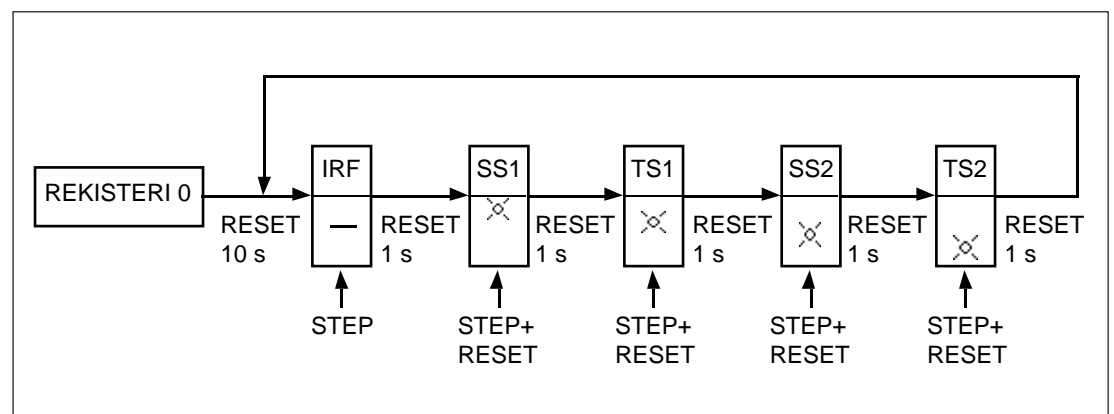 REKISTERI 0
RESET
10 s
IRF
RESET
1 s
SS1
RESET
1 s
TS1
RESET
1 s
SS2
RESET
1 s
TS2
RESET
1 s
STEP
STEP+
RESET
STEP+
RESET
STEP+
RESET
STEP+
RESET